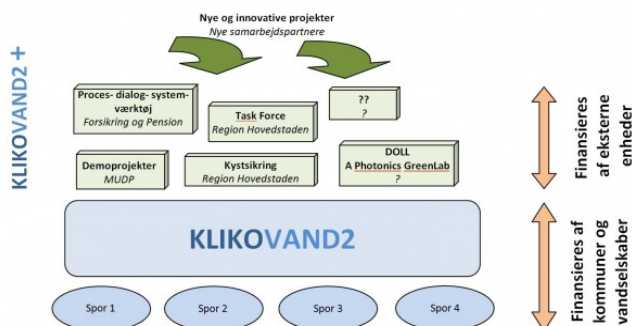 Nye og innovative projekter
Nye samarbejdspartnere
KLIKOVAND2 +
Proces- dialog- system-
værktøj
Forsikring og Pension
Task Force
Region Hovedstaden
??
?
Demoprojekter
MUDP
Kystsikring
Region Hovedstaden
DOLL
A Photonics GreenLab
?
Finansieres
af eksterne
enheder
KLIKOVAND2
Finansieres af
kommuner og
vandselskaber
Spor 1
Spor 2
Spor 3
Spor 4